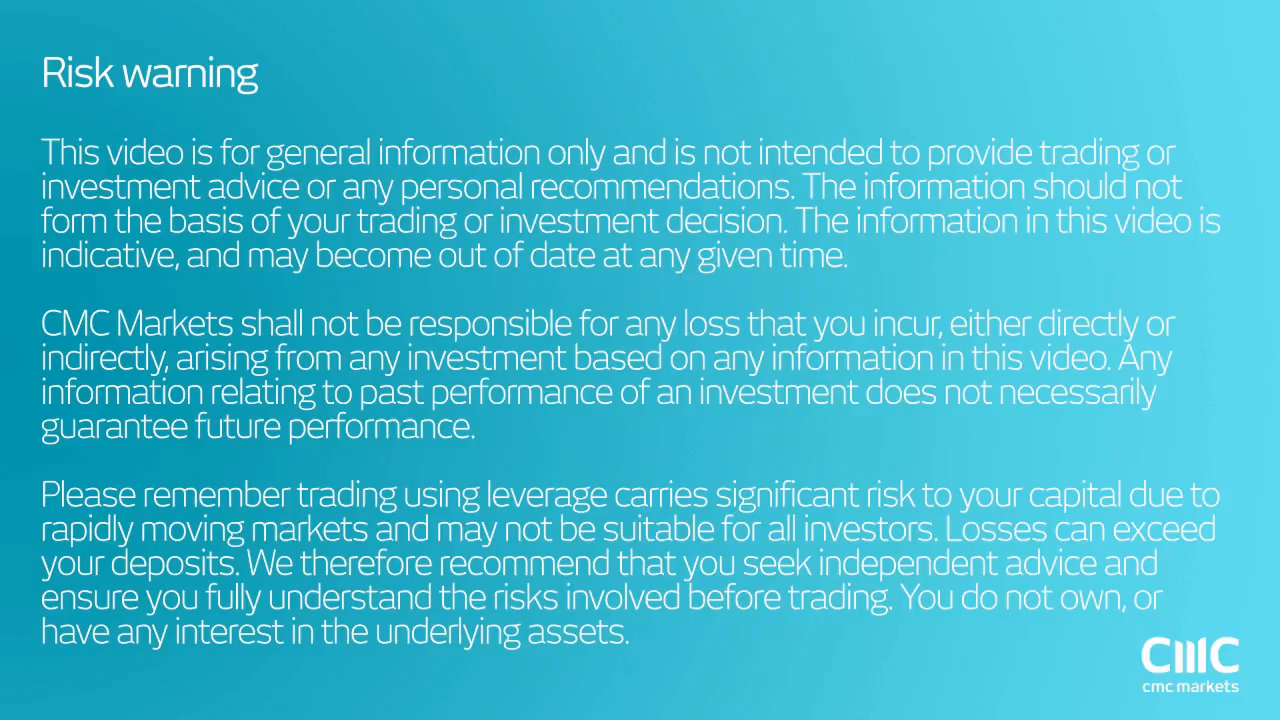 Risk warning
This video is for general information only and is not intended to provide trading or
investment advice or any personal recommendations. The information should not
form the basis of your trading or investment decision. The information in this video is
indicative, and may become out of date at any given time.
CMC Markets shall not be responsible for any loss that you incur, either directly or
indirectly, arising from any investment based on any information in this video. Any
information relating to past performance of an investment does not necessarily
guarantee future performance.
Please remember trading using leverage carries significant risk to your capital due to
rapidly moving markets and may not be suitable for all investors. Losses can exceed
your deposits. We therefore recommend that you seek independent advice and
ensure you fully understand the risks involved before trading. You do not own, or
have any interest in the underlying assets.
CMC
cmc markets